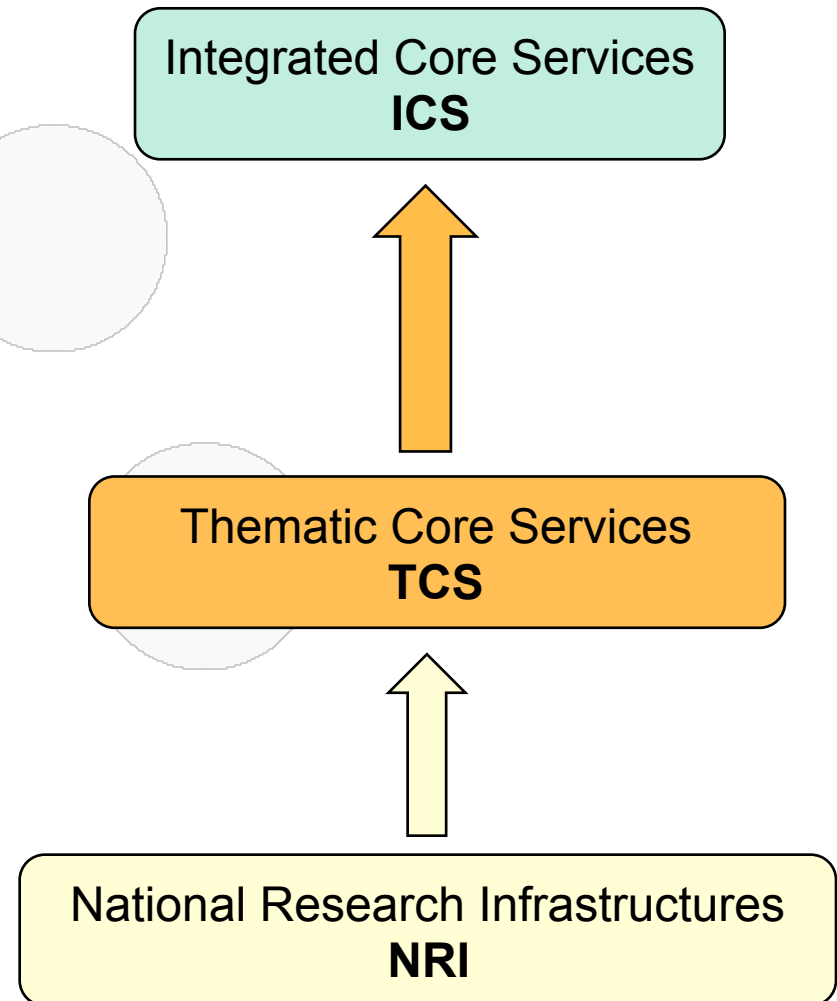 Integrated Core Services
ICS
Thematic Core Services
TCS
National Research Infrastructures
NRI